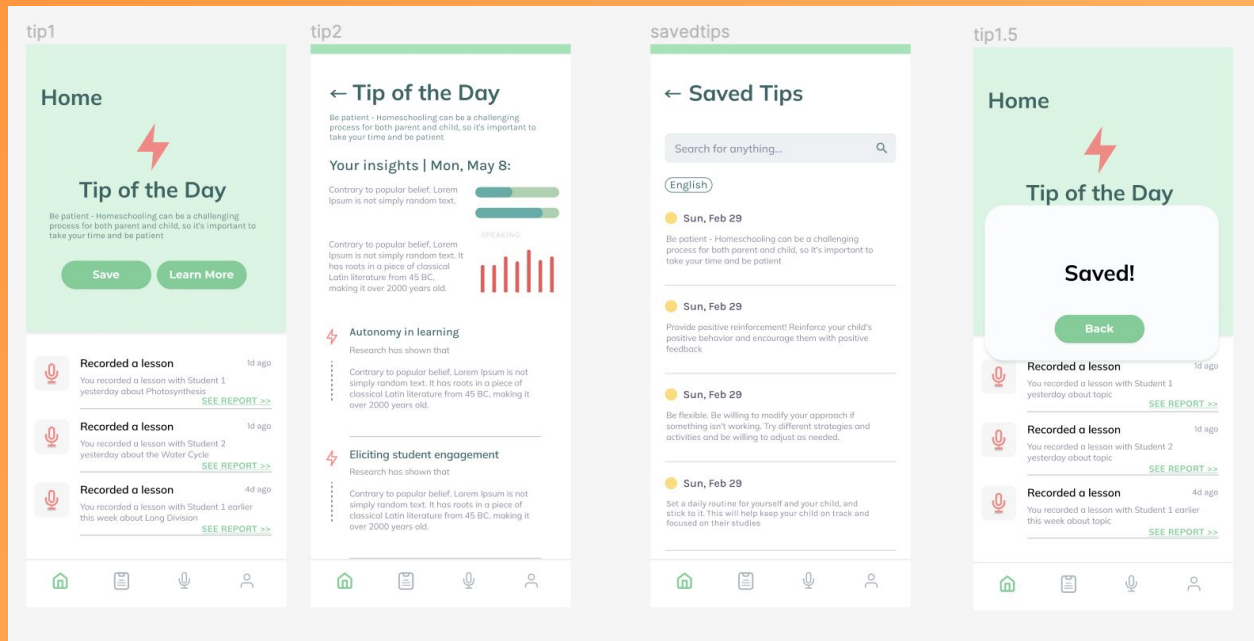 tip1
Home
Tip of the Day
Be patient - Homeschooling can be a challenging
process for both parent and child, so it's important to
take your time and be patient
Save
Learn More
Recorded a lesson
1d ago
You recorded a lesson with Student 1
yesterday about Photosynthesis
SEE REPORT >>
Recorded a lesson
1d ago
You recorded a lesson with Student 2
yesterday about the Water Cycle
SEE REPORT >>
Recorded a lesson
4d ago
You recorded a lesson with Student 1 earlier
this week about Long Division
SEE REPORT >>
tip2
← Tip of the Day
Be patient - Homeschooling can be a challenging
process for both parent and child, so it's important to
take your time and be patient
Your insights | Mon, May 8:
Contrary to popular belief, Lorem
Ipsum is not simply random text.
SPEAKING
Contrary to popular belief, Lorem
Ipsum is not simply random text. It
has roots in a piece of classical
Latin literature from 45 BC,
making it over 2000 years old.
Autonomy in learning
Research has shown that
Contrary to popular belief, Lorem Ipsum is not
simply random text. It has roots in a piece of
classical Latin literature from 45 BC, making it
over 2000 years old.
Eliciting student engagement
Research has shown that
Contrary to popular belief, Lorem Ipsum is not
simply random text. It has roots in a piece of
classical Latin literature from 45 BC, making it
over 2000 years old.
savedtips
← Saved Tips
Search for anything...
English
Sun, Feb 29
Be patient - Homeschooling can be a challenging
process for both parent and child, so it's important to
take your time and be patient
Sun, Feb 29
Provide positive reinforcement! Reinforce your child's
positive behavior and encourage them with positive
feedback
Sun, Feb 29
Be flexible. Be willing to modify your approach if
something isn't working. Try different strategies and
activities and be willing to adjust as needed.
Sun, Feb 29
Set a daily routine for yourself and your child, and
stick to it. This will help keep your child on track and
focused on their studies
tip1.5
Home
Tip of the Day
Saved!
Back
Recorded a lesson
1d ago
You recorded a lesson with Student 1
yesterday about topic
SEE REPORT >>
Recorded a lesson
1d ago
You recorded a lesson with Student 2
yesterday about topic
SEE REPORT >>
Recorded a lesson
4d ago
You recorded a lesson with Student 1 earlier
this week about topic
SEE REPORT >>